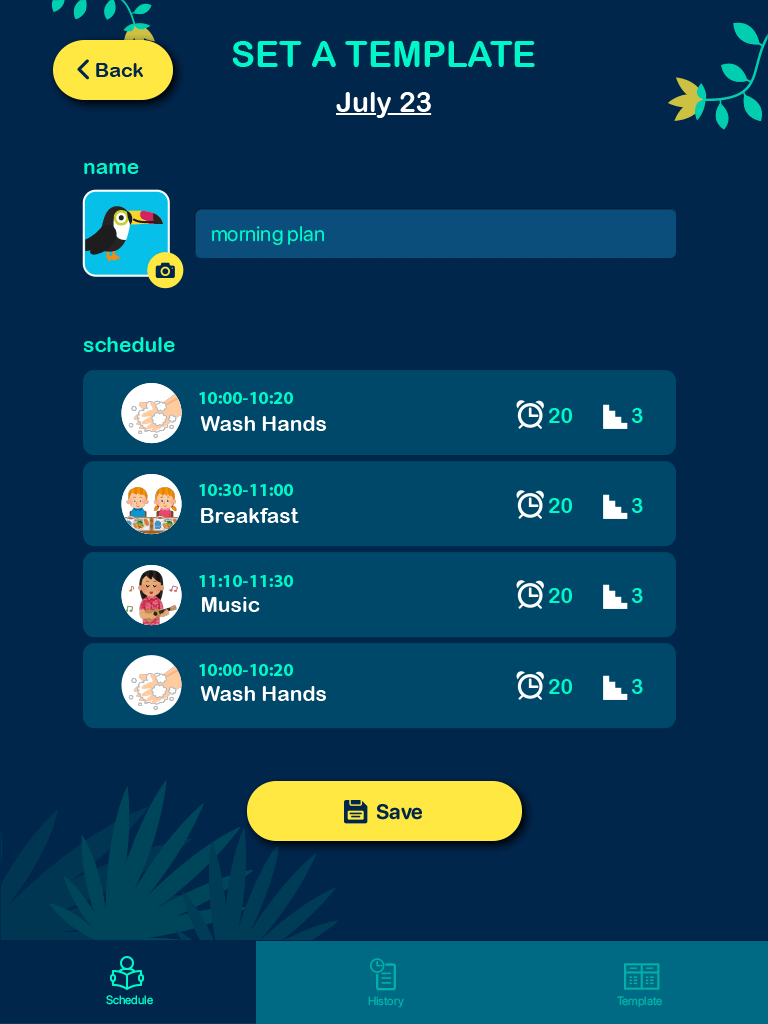 Back
SET A TEMPLATE
July 23
name
morning plan
schedule
10:00-10:20
Wash Hands
20
3
10:30-11:00
Breakfast
20
3
11:10-11:30
Music
20
3
10:00-10:20
Wash Hands
20
3
Save
Schedule
History
Template